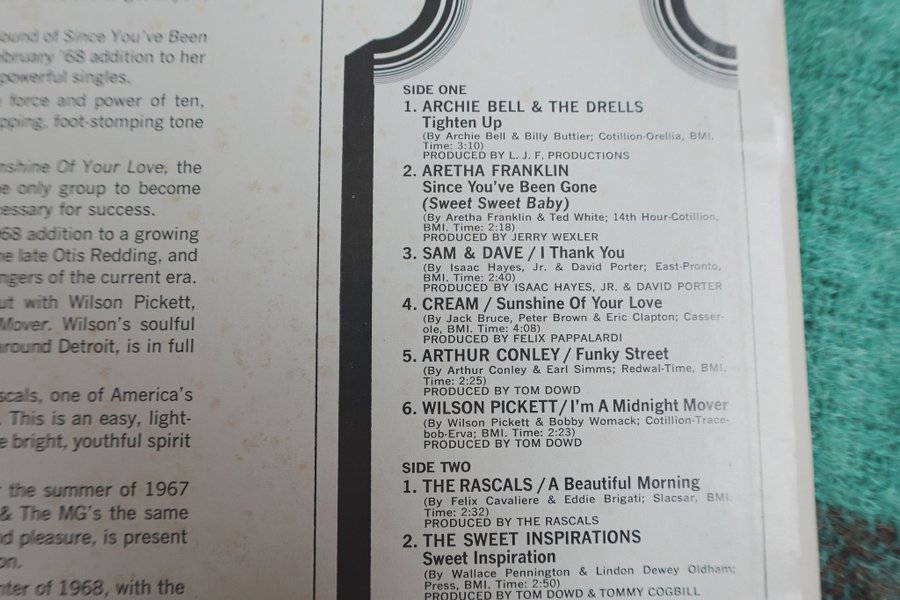 ound of Since You've Been
ebruary '68 addition to her
powerful singles.
force and power of ten,
pping, foot-stomping tone
nshine Of Your Love, the
e only group to become
cessary for success.
68 addition to a growing
he late Otis Redding, and
ngers of the current era.
ut with Wilson Pickett,
Mover. Wilson's soulful
around Detroit, is in full
scals, one of America's
. This is an easy, light-
e bright, youthful spirit
r the summer of 1967
& The MG's the same
nd pleasure, is present
on.
nter of 1968, with the
SIDE ONE
1. ARCHIE BELL & THE DRELLS
Tighten Up
(By Archie Bell & Billy Buttier; Cotillion-Orellia, BMI.
Time: 3:10)
PRODUCED BY L. J. F. PRODUCTIONS
2. ARETHA FRANKLIN
Since You've Been Gone
(Sweet Sweet Baby)
(By Aretha Franklin & Ted White; 14th Hour-Cotillion,
BMI. Time: 2:18)
PRODUCED BY JERRY WEXLER
3. SAM & DAVE / I Thank You
(By Isaac Hayes, Jr. & David Porter; East-Pronto,
BMI. Time: 2:40)
PRODUCED BY ISAAC HAYES, JR. & DAVID PORTER
4. CREAM / Sunshine Of Your Love
(By Jack Bruce, Peter Brown & Eric Clapton; Casser-
ole, BMI. Time: 4:08)
PRODUCED BY FELIX PAPPALARDI
5. ARTHUR CONLEY / Funky Street
(By Arthur Conley & Earl Simms; Redwal-Time, BMI.
Time: 2:25)
PRODUCED BY TOM DOWD
6. WILSON PICKETT / I'm A Midnight Mover
(By Wilson Pickett & Bobby Womack; Cotillion-Trace-
bob-Erva; BMI. Time: 2:23)
PRODUCED BY TOM DOWD
SIDE TWO
1. THE RASCALS / A Beautiful Morning
(By Felix Cavaliere & Eddie Brigati; Slacsar, BMI.
Time: 2:32)
PRODUCED BY THE RASCALS
2. THE SWEET INSPIRATIONS
Sweet Inspiration
(By Wallace Pennington & Lindon Dewey Oldham;
Press, BMI. Time: 2:50)
PRODUCED BY TOM DOWD & TOMMY COGBILL